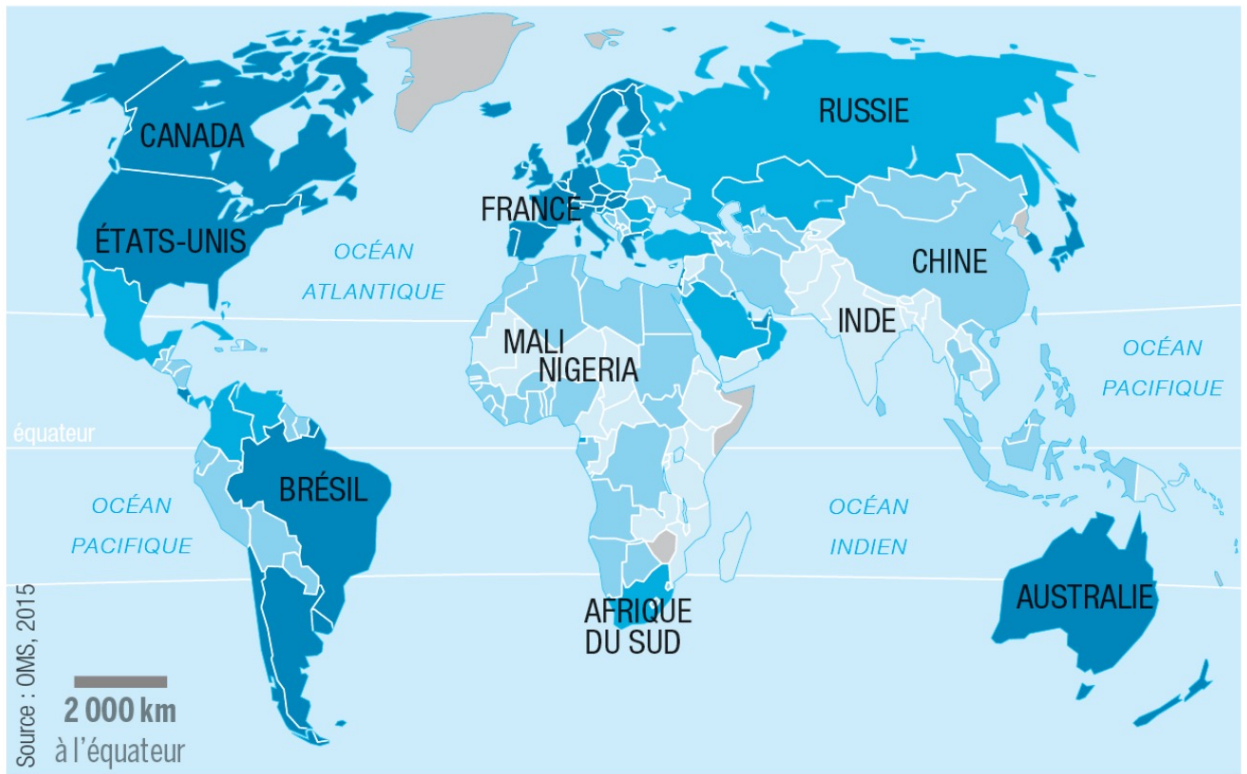 CANADA
RUSSIE
FRANCE
ÉTATS-UNIS
OCÉAN
ATLANTIQUE
CHINE
INDE
MALI
NIGERIA
OCÉAN
PACIFIQUE
équateur
BRÉSIL
OCÉAN
PACIFIQUE
OCÉAN
INDIEN
AUSTRALIE
AFRIQUE
DU SUD
Source : OMS, 2015
2 000 km
à l'équateur